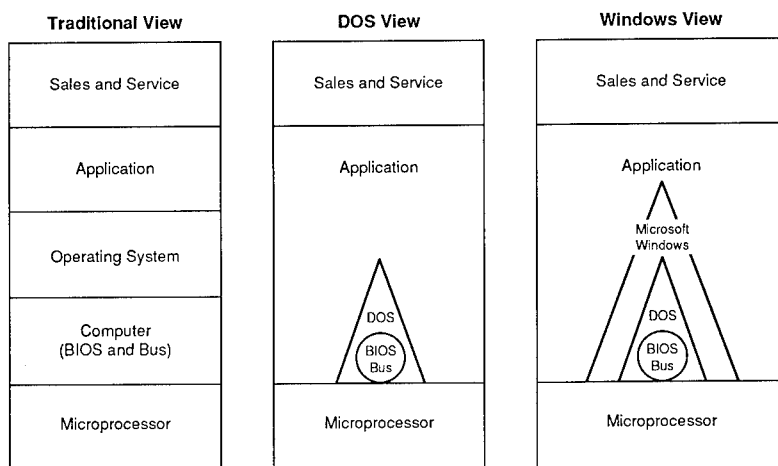 Traditional View
Sales and Service
Application
Operating System
Computer
(BIOS and Bus)
Microprocessor
DOS View
Sales and Service
Application
DOS
BIOS
Bus
Microprocessor
Windows View
Sales and Service
Application
Microsoft
Windows
DOS
BIOS
Bus
Microprocessor